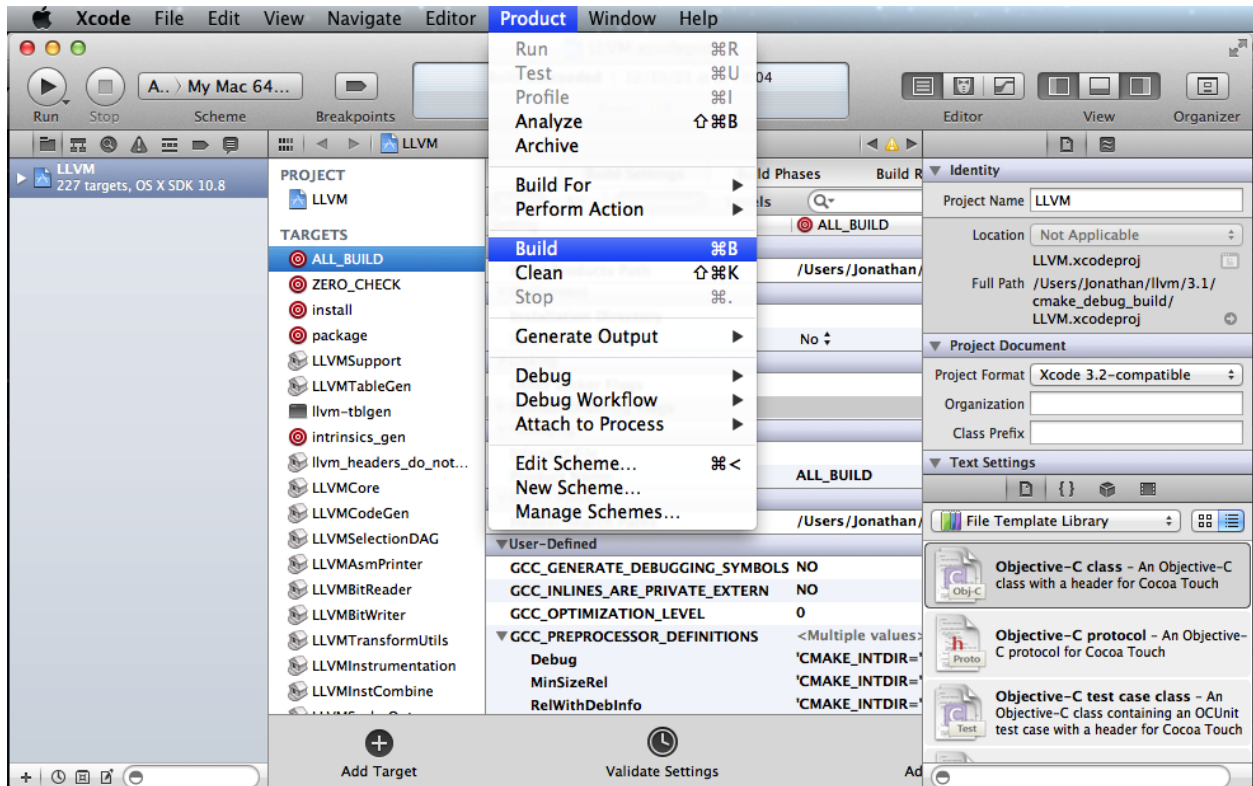 Xcode File Edit View Navigate Editor Product Window Help
A.. › My Mac 64...
Run Stop Scheme Breakpoints
04
Editor View Organizer
LLVM
227 targets, OS X SDK 10.8
LLVM
PROJECT
LLVM
TARGETS
ALL_BUILD
ZERO_CHECK
install
package
LLVMSupport
LLVMTableGen
llvm-tblgen
intrinsics_gen
llvm_headers_do_not...
LLVMCore
LLVMCodeGen
LLVMSelectionDAG
LLVMAsmPrinter
LLVMBitReader
LLVMBitWriter
LLVMTransformUtils
LLVMInstrumentation
LLVMInstCombine
Run ⌘R
Test ⌘U
Profile ⌘I
Analyze ⇧⌘B
Archive
Build For
Perform Action
Build ⌘B
Clean ⇧⌘K
Stop ⌘.
Generate Output
Debug
Debug Workflow
Attach to Process
Edit Scheme... ⌘<
New Scheme...
Manage Schemes...
Build Settings ld Phases Build R
els
ALL_BUILD
/Users/Jonathan/
No
ALL_BUILD
/Users/Jonathan/
User-Defined
GCC_GENERATE_DEBUGGING_SYMBOLS NO
GCC_INLINES_ARE_PRIVATE_EXTERN NO
GCC_OPTIMIZATION_LEVEL 0
GCC_PREPROCESSOR_DEFINITIONS <Multiple values>
Debug 'CMAKE_INTDIR='
MinSizeRel 'CMAKE_INTDIR='
RelWithDebInfo 'CMAKE_INTDIR='
Add Target Validate Settings Ad
Identity
Project Name LLVM
Location Not Applicable
LLVM.xcodeproj
Full Path /Users/Jonathan/llvm/3.1/
cmake_debug_build/
LLVM.xcodeproj
Project Document
Project Format Xcode 3.2-compatible
Organization
Class Prefix
Text Settings
{}
File Template Library
Obj-C
Objective-C class – An Objective-C
class with a header for Cocoa Touch
Proto
Objective-C protocol – An Objective-
C protocol for Cocoa Touch
Test
Objective-C test case class – An
Objective-C class containing an OCUnit
test case with a header for Cocoa Touch